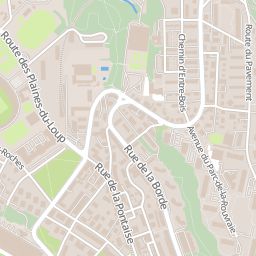 Route des Plaines-du-Loup
Chemin d'Entre-Bois
Route du Pavement
-Roches
Rue de la Pontaise
Rue de la Borde
Avenue du Parc-de-la-Rouvraie